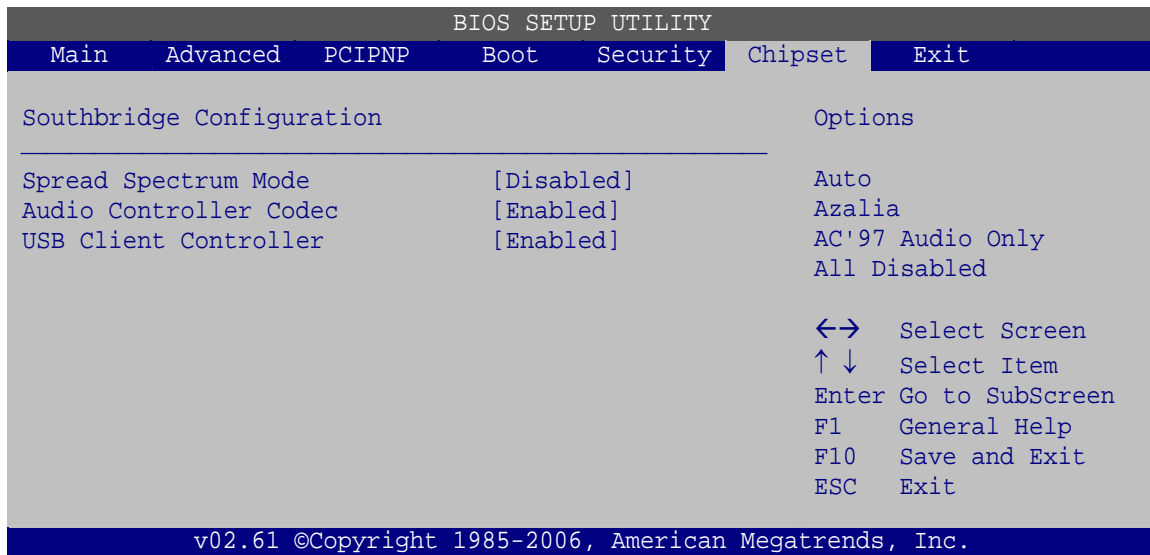 BIOS SETUP UTILITY
Main Advanced PCIPNP Boot Security Chipset Exit
Southbridge Configuration
Spread Spectrum Mode [Disabled]
Audio Controller Codec [Enabled]
USB Client Controller [Enabled]
Options
Auto
Azalia
AC'97 Audio Only
All Disabled
←→ Select Screen
↑ ↓ Select Item
Enter Go to SubScreen
F1 General Help
F10 Save and Exit
ESC Exit
v02.61 ©Copyright 1985-2006, American Megatrends, Inc.